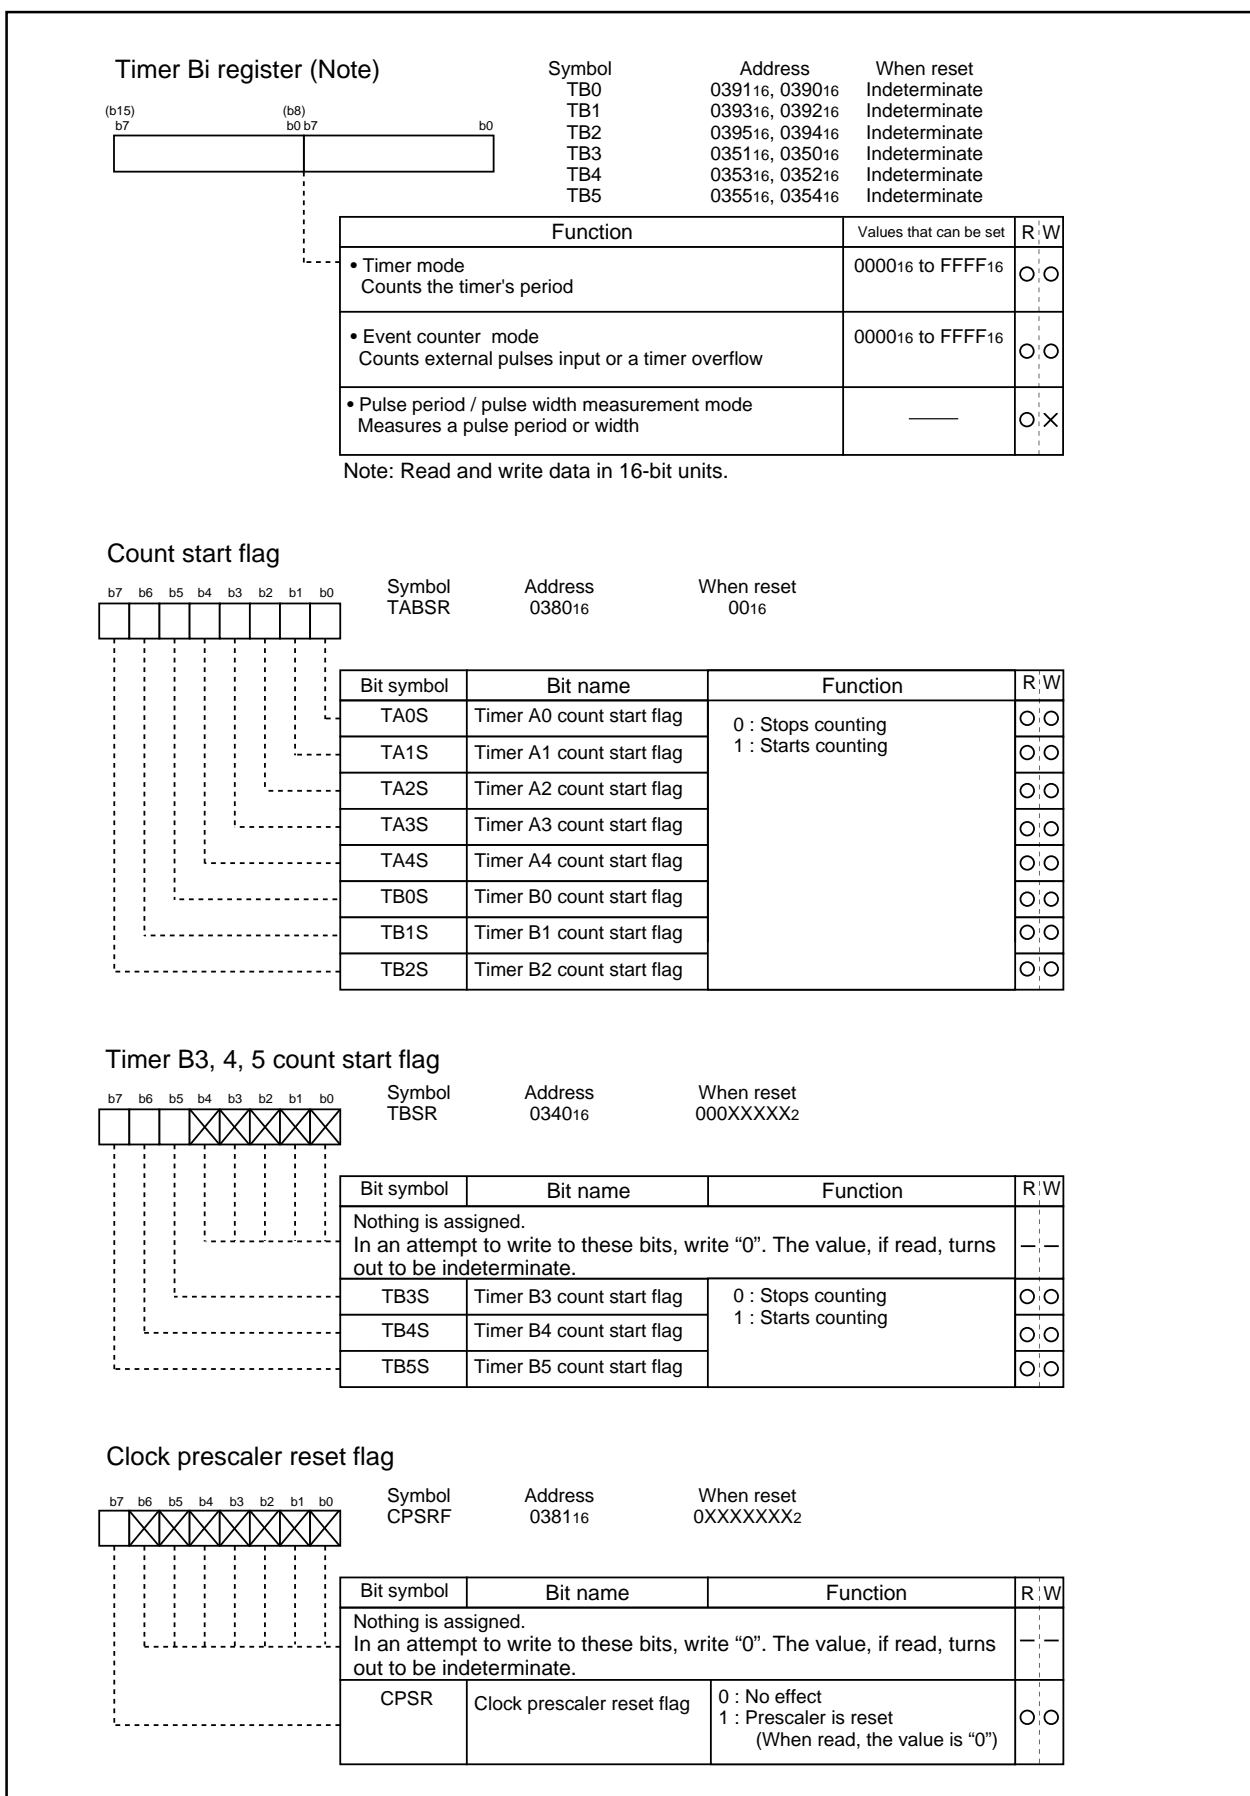 Timer Bi register (Note)
Symbol Address When reset
TB0 039116, 039016 Indeterminate
TB1 039316, 039216 Indeterminate
TB2 039516, 039416 Indeterminate
TB3 035116, 035016 Indeterminate
TB4 035316, 035216 Indeterminate
TB5 035516, 035416 Indeterminate
(b15) (b8)
b7 b0 b7 b0
Function Values that can be set R W
• Timer mode 000016 to FFFF16
Counts the timer's period
• Event counter mode 000016 to FFFF16
Counts external pulses input or a timer overflow
• Pulse period / pulse width measurement mode
Measures a pulse period or width
Note: Read and write data in 16-bit units.
Count start flag
Symbol Address When reset
TABSR 038016 0016
b7 b6 b5 b4 b3 b2 b1 b0
Bit symbol Bit name Function R W
TA0S Timer A0 count start flag 0 : Stops counting
TA1S Timer A1 count start flag 1 : Starts counting
TA2S Timer A2 count start flag
TA3S Timer A3 count start flag
TA4S Timer A4 count start flag
TB0S Timer B0 count start flag
TB1S Timer B1 count start flag
TB2S Timer B2 count start flag
Timer B3, 4, 5 count start flag
Symbol Address When reset
TBSR 034016 000XXXXX2
b7 b6 b5 b4 b3 b2 b1 b0
Bit symbol Bit name Function R W
Nothing is assigned.
In an attempt to write to these bits, write “0”. The value, if read, turns
out to be indeterminate.
TB3S Timer B3 count start flag 0 : Stops counting
TB4S Timer B4 count start flag 1 : Starts counting
TB5S Timer B5 count start flag
Clock prescaler reset flag
Symbol Address When reset
CPSRF 038116 0XXXXXXX2
b7 b6 b5 b4 b3 b2 b1 b0
Bit symbol Bit name Function R W
Nothing is assigned.
In an attempt to write to these bits, write “0”. The value, if read, turns
out to be indeterminate.
CPSR Clock prescaler reset flag 0 : No effect
1 : Prescaler is reset
(When read, the value is “0”)